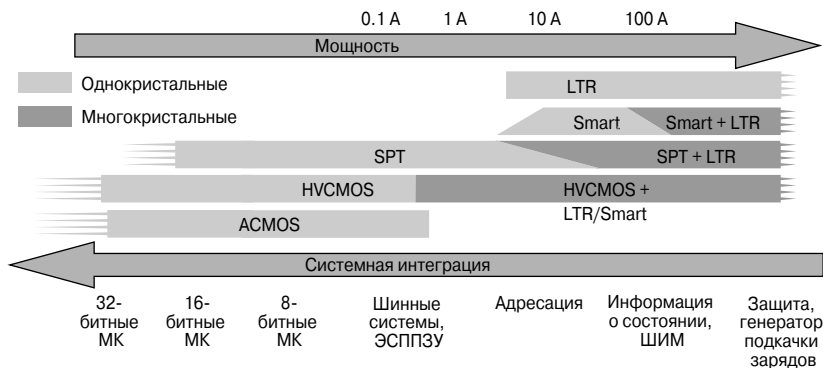 0.1 А 1 А 10 А 100 А
Мощность
Однокристальные
LTR
Многокристальные
Smart
Smart + LTR
SPT
SPT + LTR
HVCMOS
HVCMOS +
LTR/Smart
ACMOS
Системная интеграция
32-
битные
МК
16-
битные
МК
8-
битные
МК
Шинные
системы,
ЭСППЗУ
Адресация
Информация
о состоянии,
ШИМ
Защита,
генератор
подкачки
зарядов